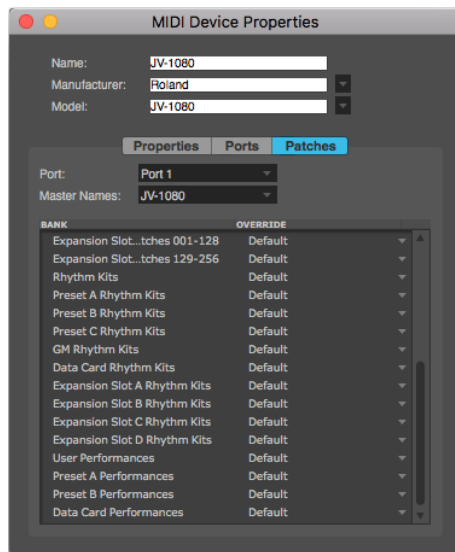 MIDI Device Properties
Name: JV-1080
Manufacturer: Roland
Model: JV-1080
Properties Ports Patches
Port: Port 1
Master Names: JV-1080
BANK OVERRIDE
Expansion Slot...tches 001-128 Default
Expansion Slot...tches 129-256 Default
Rhythm Kits Default
Preset A Rhythm Kits Default
Preset B Rhythm Kits Default
Preset C Rhythm Kits Default
GM Rhythm Kits Default
Data Card Rhythm Kits Default
Expansion Slot A Rhythm Kits Default
Expansion Slot B Rhythm Kits Default
Expansion Slot C Rhythm Kits Default
Expansion Slot D Rhythm Kits Default
User Performances Default
Preset A Performances Default
Preset B Performances Default
Data Card Performances Default